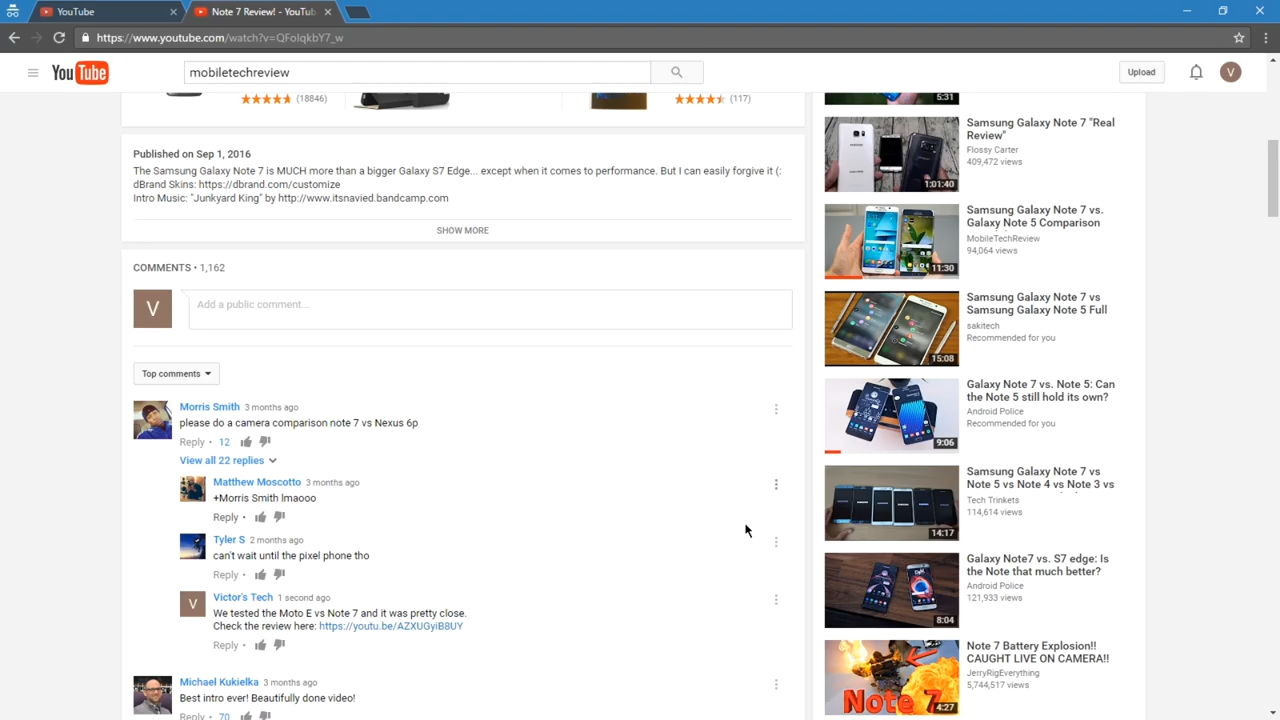 YouTube
Note 7 Review! - YouTub
https://www.youtube.com/watch?v=QFoIqkbY7_w
YouTube
mobiletechreview
Upload
V
(18846)
(117)
5:31
Published on Sep 1, 2016
The Samsung Galaxy Note 7 is MUCH more than a bigger Galaxy S7 Edge... except when it comes to performance. But I can easily forgive it (:
dBrand Skins: https://dbrand.com/customize
Intro Music: "Junkyard King" by http://www.itsnavied.bandcamp.com
SHOW MORE
COMMENTS • 1,162
V
Add a public comment...
Top comments
Morris Smith 3 months ago
please do a camera comparison note 7 vs Nexus 6p
Reply • 12
View all 22 replies
Matthew Moscotto 3 months ago
+Morris Smith lmaooo
Reply •
Tyler S 2 months ago
can't wait until the pixel phone tho
Reply •
V
Victor's Tech 1 second ago
We tested the Moto E vs Note 7 and it was pretty close.
Check the review here: https://youtu.be/AZXUGyiB8UY
Reply •
Michael Kukielka 3 months ago
Best intro ever! Beautifully done video!
Reply • 70
Samsung Galaxy Note 7 "Real
Review"
Flossy Carter
409,472 views
1:01:40
Samsung Galaxy Note 7 vs.
Galaxy Note 5 Comparison
MobileTechReview
94,064 views
11:30
Samsung Galaxy Note 7 vs
Samsung Galaxy Note 5 Full
sakitech
Recommended for you
15:08
Galaxy Note 7 vs. Note 5: Can
the Note 5 still hold its own?
Android Police
Recommended for you
9:06
Samsung Galaxy Note 7 vs
Note 5 vs Note 4 vs Note 3 vs
Tech Trinkets
114,614 views
14:17
Galaxy Note7 vs. S7 edge: Is
the Note that much better?
Android Police
121,933 views
8:04
Note 7 Battery Explosion!!
CAUGHT LIVE ON CAMERA!!
JerryRigEverything
5,744,517 views
Note 7
4:27